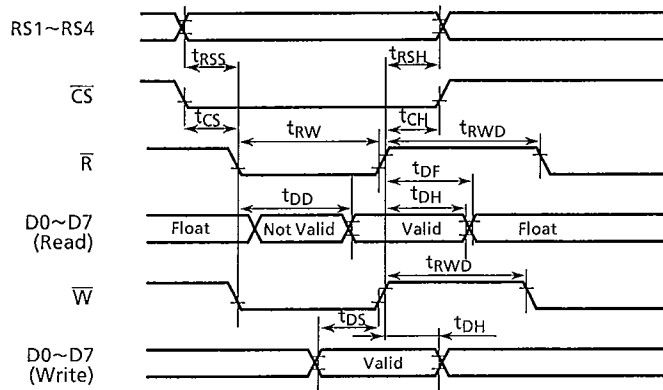 RS1~RS4
tRSS tRSH
CS
tCS tRW tCH tRWD
R
tDF
tDD tDH
D0~D7 Float Not Valid Valid Float
(Read)
tRWD
W
tDS tDH
D0~D7 Valid
(Write)